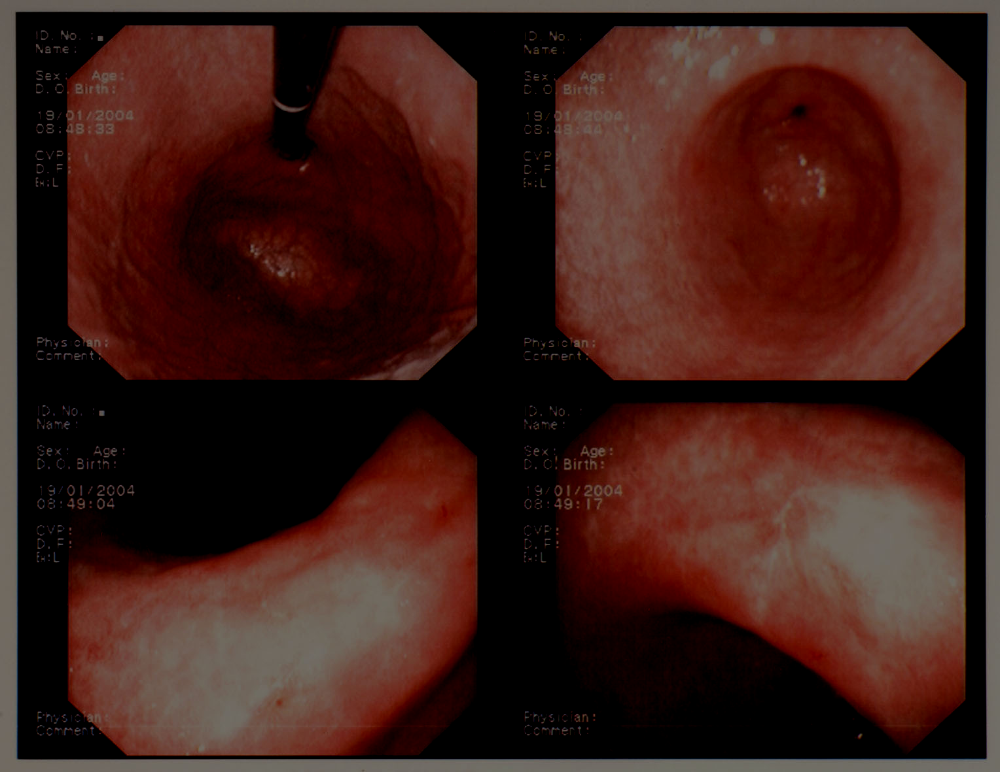 ID. No. :
Name:
Sex: Age:
D. O. Birth:
19/01/2004
08:48:33
CVP:
D. F:
L
Physician:
Comment:
ID. No. :
Name:
Sex: Age:
D. O. Birth:
19/01/2004
08:48:44
CVP:
D. F:
L
Physician:
Comment:
ID. No. :
Name:
Sex: Age:
D. O. Birth:
19/01/2004
08:49:04
CVP:
D. F:
L
Physician:
Comment:
ID. No. :
Name:
Sex: Age:
D. O. Birth:
19/01/2004
08:49:17
CVP:
D. F:
L
Physician:
Comment: